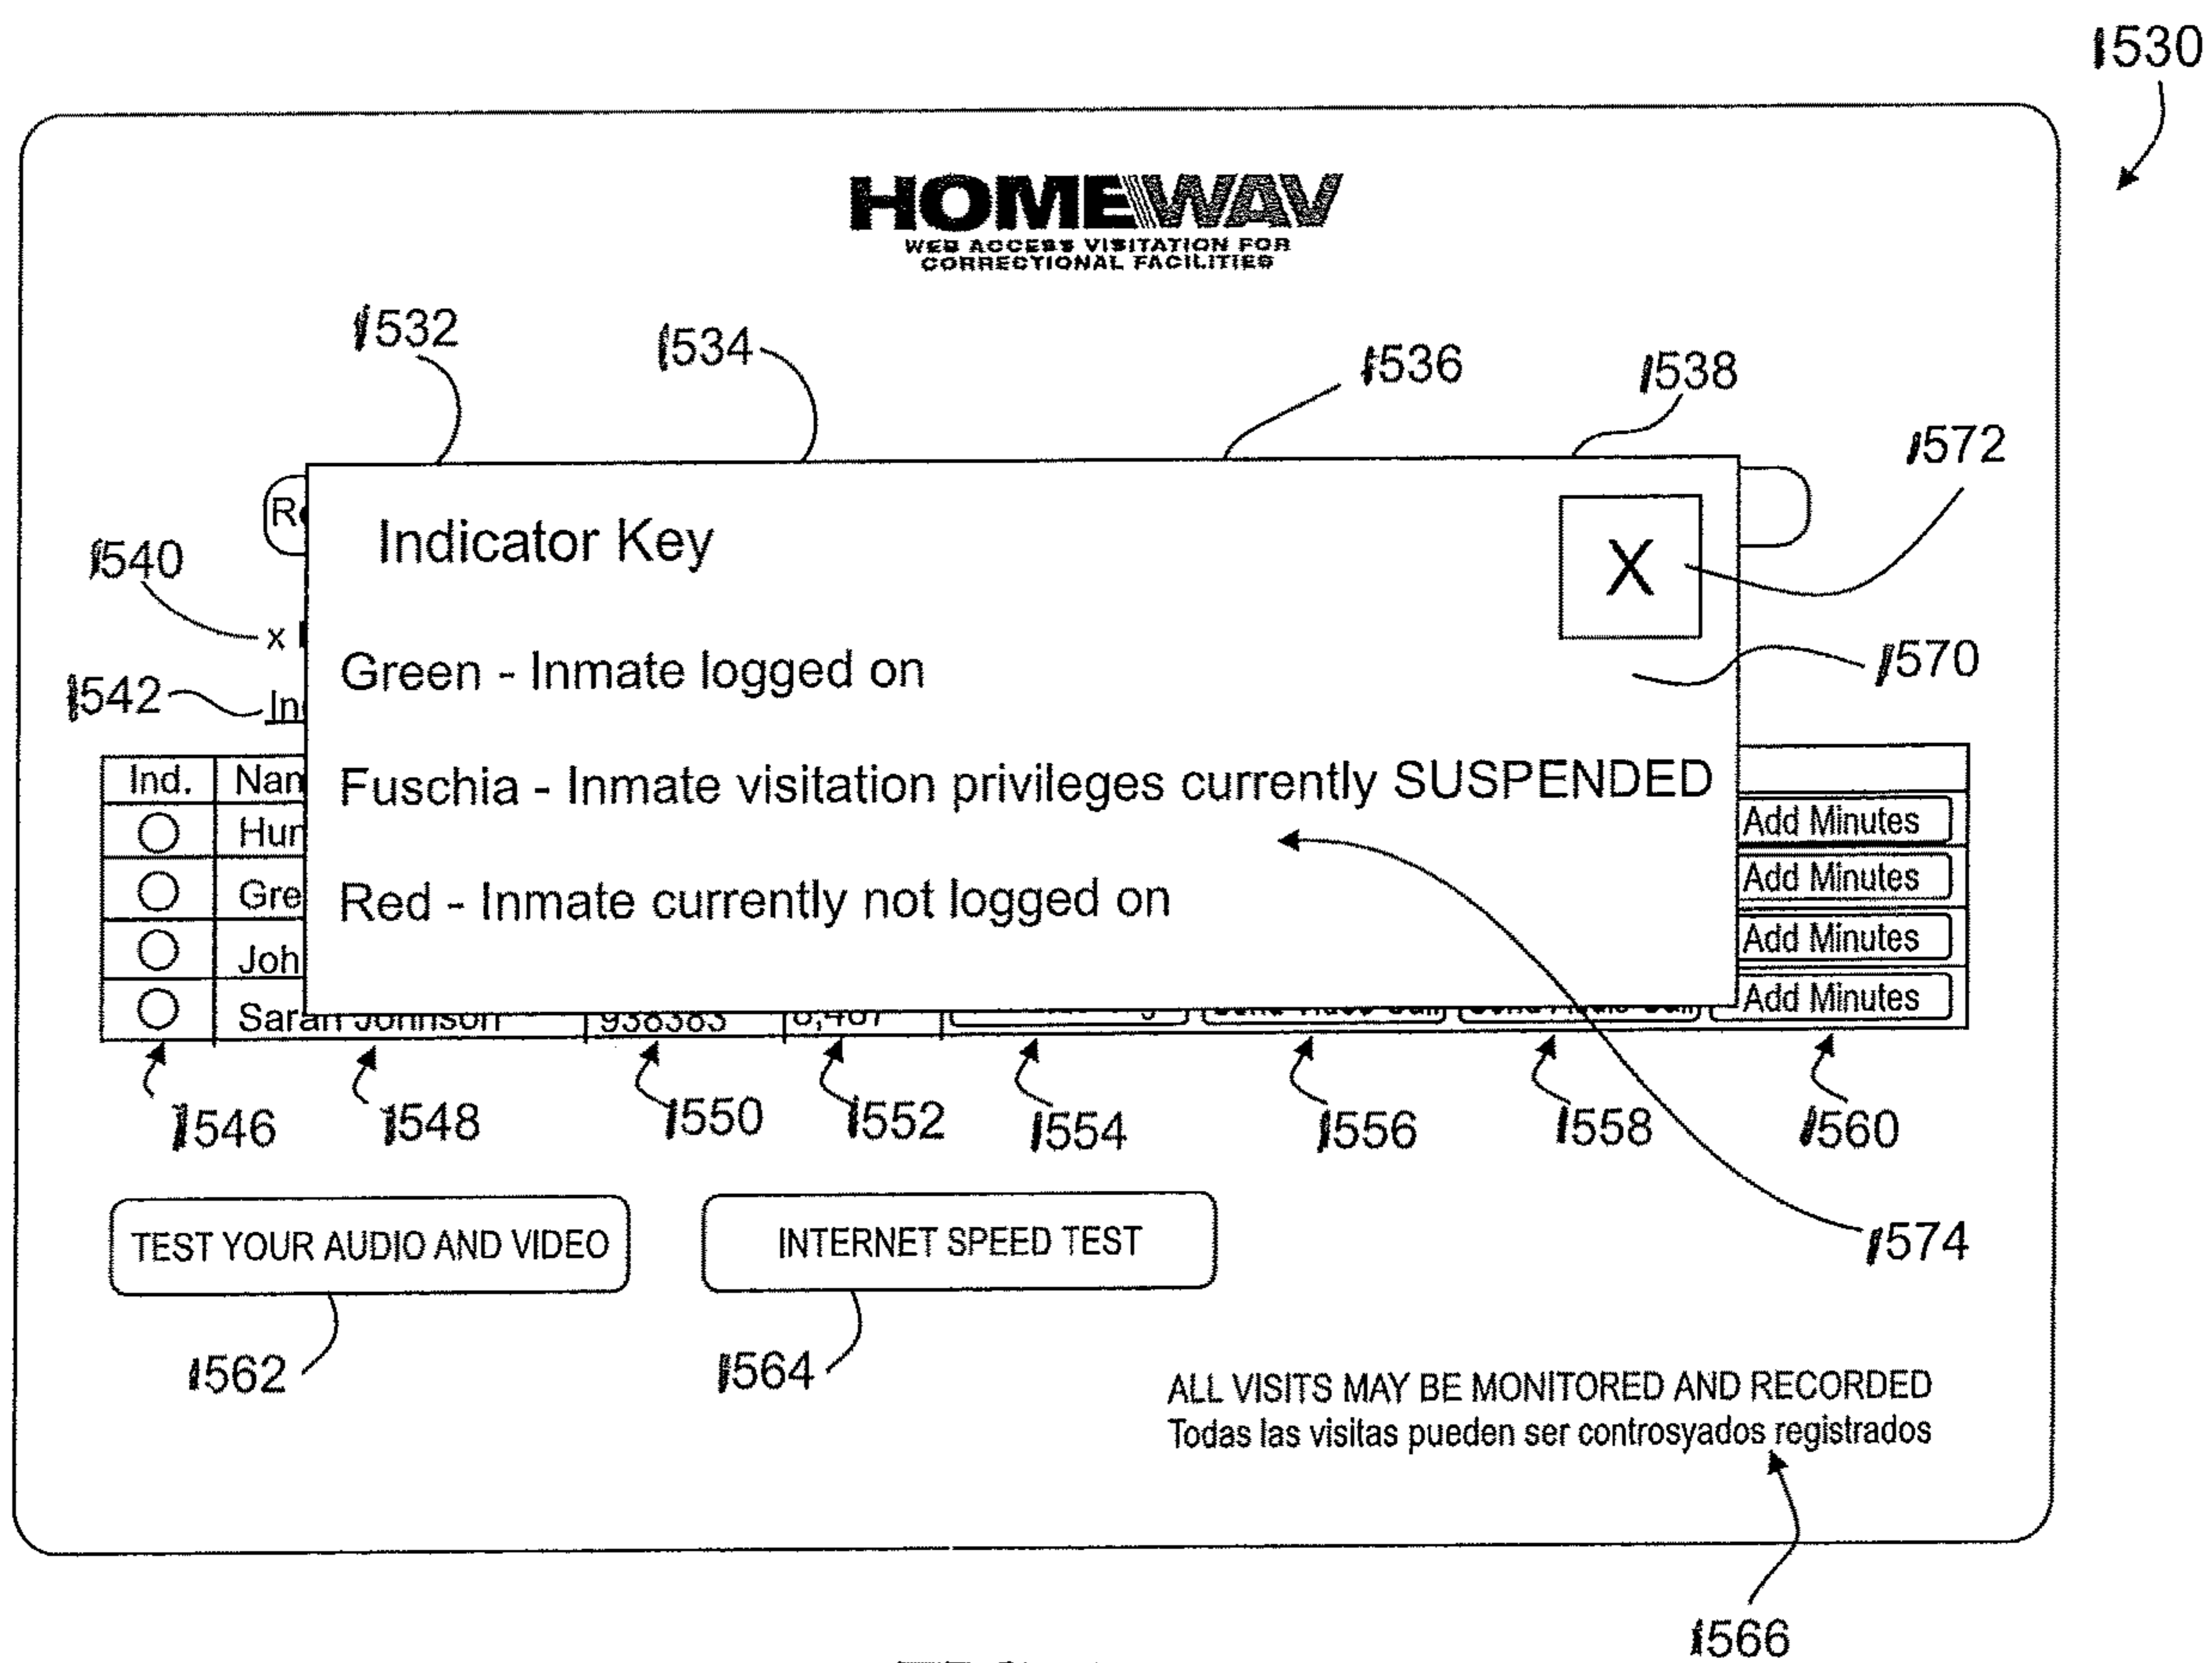 1530
HOMEWAV
WEB ACCESS VISITATION FOR
CORRECTIONAL FACILITIES
1532
1534
1536
1538
1572
Indicator Key
X
1540
x
Green - Inmate logged on
1570
1542
Fuschia - Inmate visitation privileges currently SUSPENDED
Ind.
Add Minutes
Add Minutes
Red - Inmate currently not logged on
Add Minutes
Sarah Johnson 938383 Add Minutes
1546 1548 1550 1552 1554 1556 1558 1560
TEST YOUR AUDIO AND VIDEO INTERNET SPEED TEST
1574
1562 1564
ALL VISITS MAY BE MONITORED AND RECORDED
Todas las visitas pueden ser controsyados registrados
1566